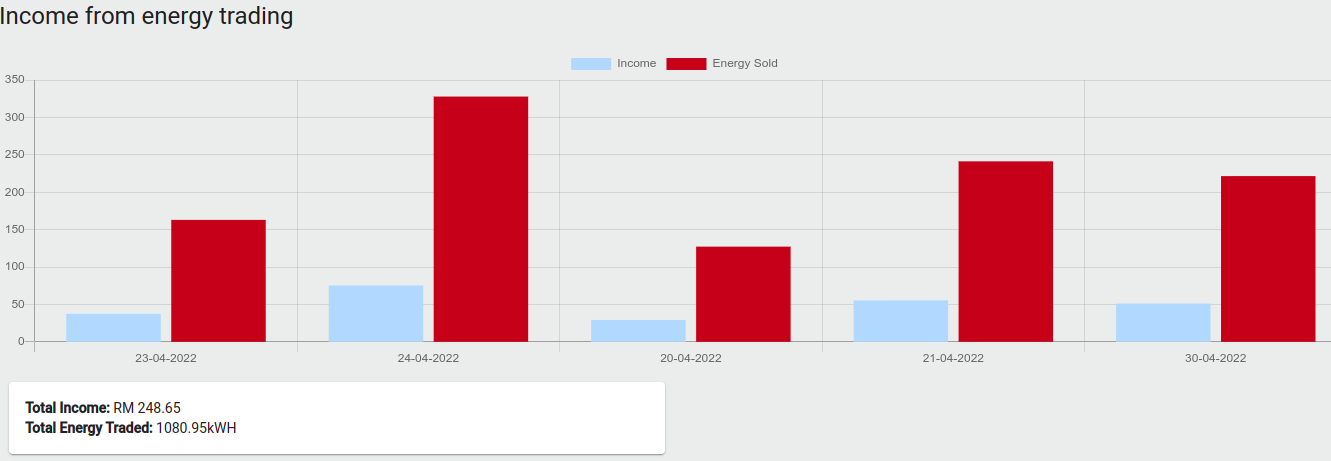 Income from energy trading
Income Energy Sold
350
300
250
200
150
100
50
0
23-04-2022 24-04-2022 20-04-2022 21-04-2022 30-04-2022
Total Income: RM 248.65
Total Energy Traded: 1080.95kWH